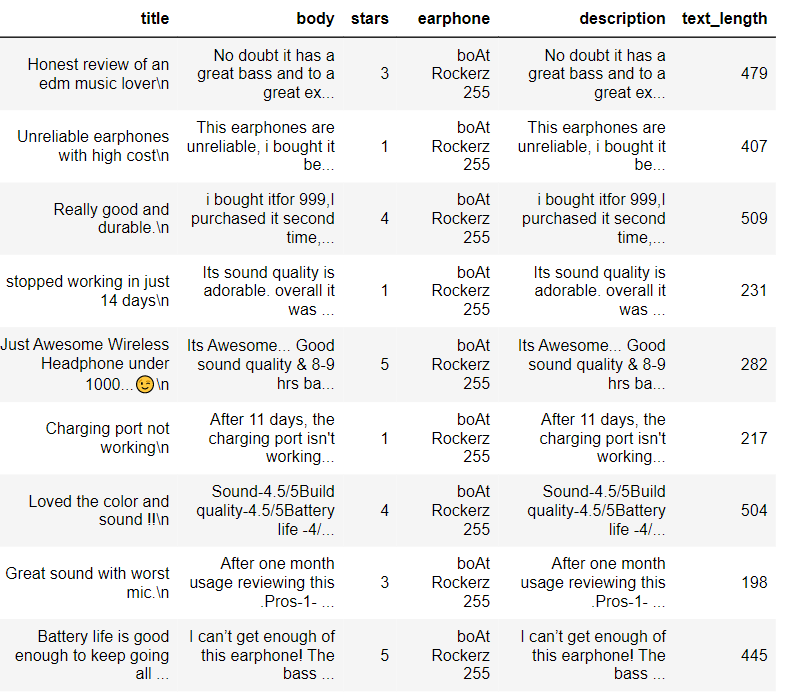 title body stars earphone description text_length
Honest review of an edm music lover\n No doubt it has a great bass and to a great ex... 3 boAt Rockerz 255 No doubt it has a great bass and to a great ex... 479
Unreliable earphones with high cost\n This earphones are unreliable, i bought it be... 1 boAt Rockerz 255 This earphones are unreliable, i bought it be... 407
Really good and durable.\n i bought itfor 999,I purchased it second time,... 4 boAt Rockerz 255 i bought itfor 999,I purchased it second time,... 509
stopped working in just 14 days\n Its sound quality is adorable. overall it was ... 1 boAt Rockerz 255 Its sound quality is adorable. overall it was ... 231
Just Awesome Wireless Headphone under 1000...😉\n Its Awesome... Good sound quality & 8-9 hrs ba... 5 boAt Rockerz 255 Its Awesome... Good sound quality & 8-9 hrs ba... 282
Charging port not working\n After 11 days, the charging port isn't working... 1 boAt Rockerz 255 After 11 days, the charging port isn't working... 217
Loved the color and sound !!\n Sound-4.5/5Build quality-4.5/5Battery life -4/... 4 boAt Rockerz 255 Sound-4.5/5Build quality-4.5/5Battery life -4/... 504
Great sound with worst mic.\n After one month usage reviewing this .Pros-1- ... 3 boAt Rockerz 255 After one month usage reviewing this .Pros-1- ... 198
Battery life is good enough to keep going all ... I can’t get enough of this earphone! The bass ... 5 boAt Rockerz 255 I can’t get enough of this earphone! The bass ... 445